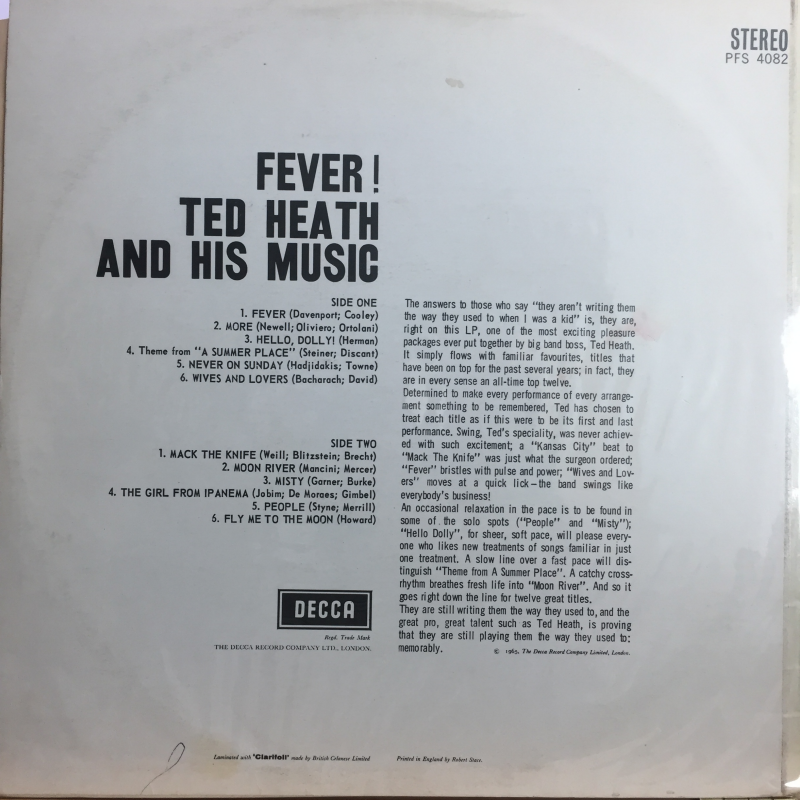 STEREO
PFS 4082
FEVER!
TED HEATH
AND HIS MUSIC
SIDE ONE
1. FEVER (Davenport; Cooley)
2. MORE (Newell; Oliviero; Ortolani)
3. HELLO, DOLLY! (Herman)
4. Theme from "A SUMMER PLACE" (Steiner; Discant)
5. NEVER ON SUNDAY (Hadjidakis; Towne)
6. WIVES AND LOVERS (Bacharach; David)
SIDE TWO
1. MACK THE KNIFE (Weill; Blitzstein; Brecht)
2. MOON RIVER (Mancini; Mercer)
3. MISTY (Garner; Burke)
4. THE GIRL FROM IPANEMA (Jobim; De Moraes; Gimbel)
5. PEOPLE (Styne; Merrill)
6. FLY ME TO THE MOON (Howard)
The answers to those who say "they aren't writing them
the way they used to when I was a kid" is, they are,
right on this LP, one of the most exciting pleasure
packages ever put together by big band boss, Ted Heath.
It simply flows with familiar favourites, titles that
have been on top for the past several years; in fact, they
are in every sense an all-time top twelve.
Determined to make every performance of every arrange-
ment something to be remembered, Ted has chosen to
treat each title as if this were to be its first and last
performance. Swing, Ted's speciality, was never achiev-
ed with such excitement; a "Kansas City" beat to
"Mack The Knife" was just what the surgeon ordered;
"Fever" bristles with pulse and power; "Wives and Lov-
ers" moves at a quick lick—the band swings like
everybody's business!
An occasional relaxation in the pace is to be found in
some of the solo spots ("People" and "Misty");
"Hello Dolly", for sheer, soft pace, will please every-
one who likes new treatments of songs familiar in just
one treatment. A slow line over a fast pace will dis-
tinguish "Theme from A Summer Place". A catchy cross-
rhythm breathes fresh life into "Moon River". And so it
goes right down the line for twelve great titles.
They are still writing them the way they used to, and the
great pro, great talent such as Ted Heath, is proving
that they are still playing them the way they used to:
memorably.
© 1965, The Decca Record Company Limited, London.
DECCA
Regd. Trade Mark
THE DECCA RECORD COMPANY LTD., LONDON.
Laminated with 'Clarifoil' made by British Celanese Limited
Printed in England by Robert Stace.